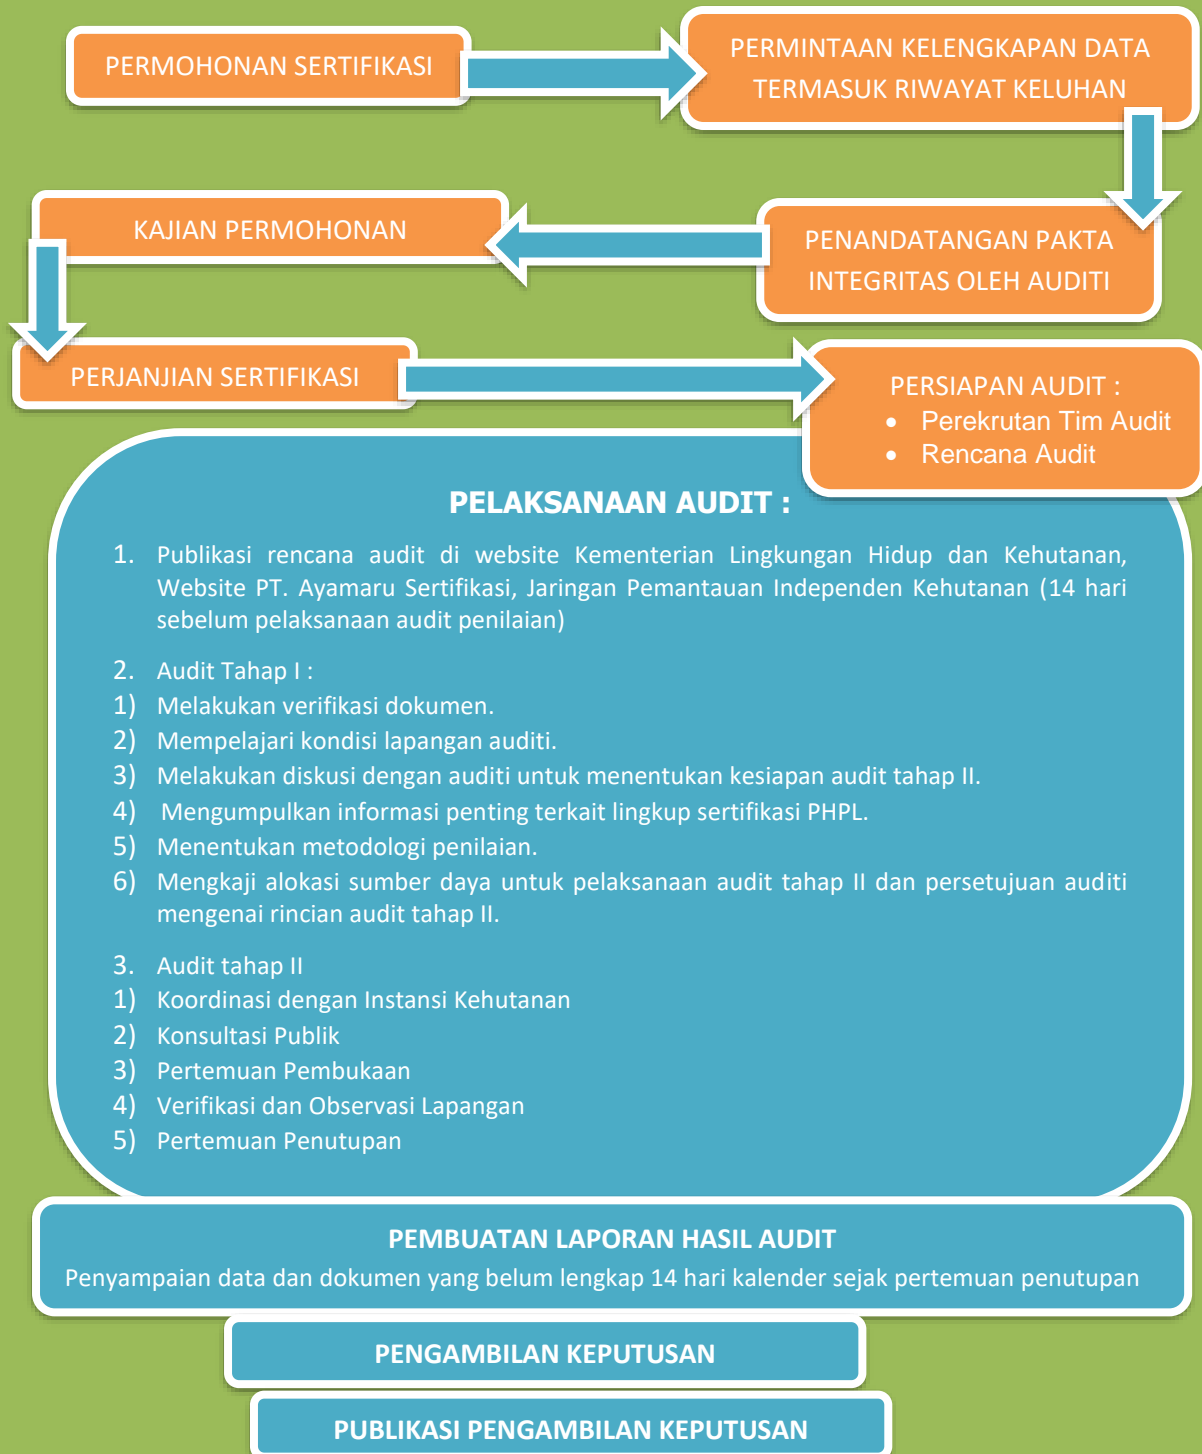 PERMOHONAN SERTIFIKASI
PERMINTAAN KELENGKAPAN DATA
TERMASUK RIWAYAT KELUHAN
PENANDATANGAN PAKTA
INTEGRITAS OLEH AUDITI
KAJIAN PERMOHONAN
PERJANJIAN SERTIFIKASI
PERSIAPAN AUDIT :
• Perekrutan Tim Audit
• Rencana Audit
PELAKSANAAN AUDIT :
1. Publikasi rencana audit di website Kementerian Lingkungan Hidup dan Kehutanan,
Website PT. Ayamaru Sertifikasi, Jaringan Pemantauan Independen Kehutanan (14 hari
sebelum pelaksanaan audit penilaian)
2. Audit Tahap I :
1) Melakukan verifikasi dokumen.
2) Mempelajari kondisi lapangan auditi.
3) Melakukan diskusi dengan auditi untuk menentukan kesiapan audit tahap II.
4) Mengumpulkan informasi penting terkait lingkup sertifikasi PHPL.
5) Menentukan metodologi penilaian.
6) Mengkaji alokasi sumber daya untuk pelaksanaan audit tahap II dan persetujuan auditi
mengenai rincian audit tahap II.
3. Audit tahap II
1) Koordinasi dengan Instansi Kehutanan
2) Konsultasi Publik
3) Pertemuan Pembukaan
4) Verifikasi dan Observasi Lapangan
5) Pertemuan Penutupan
PEMBUATAN LAPORAN HASIL AUDIT
Penyampaian data dan dokumen yang belum lengkap 14 hari kalender sejak pertemuan penutupan
PENGAMBILAN KEPUTUSAN
PUBLIKASI PENGAMBILAN KEPUTUSAN